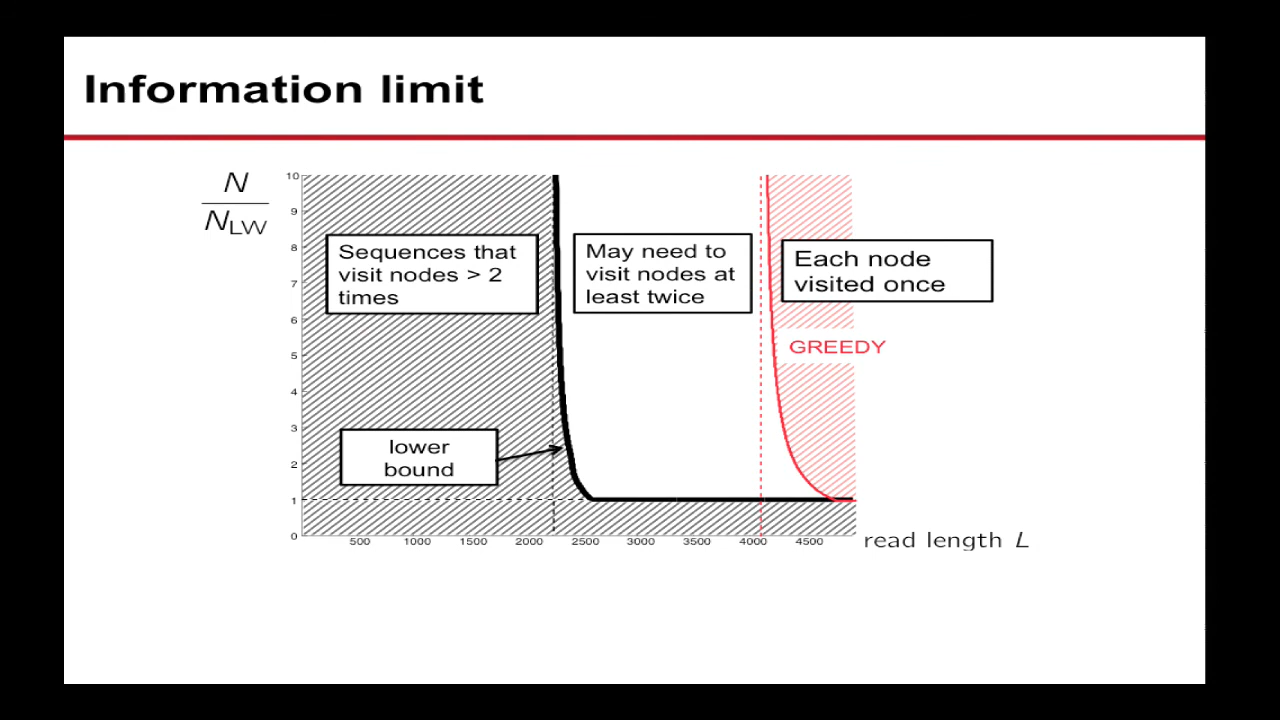 Information limit
N
N_LW
10
9
8
7
6
5
4
3
2
1
0
Sequences that
visit nodes > 2
times
May need to
visit nodes at
least twice
Each node
visited once
GREEDY
lower
bound
500 1000 1500 2000 2500 3000 3500 4000 4500
read length L